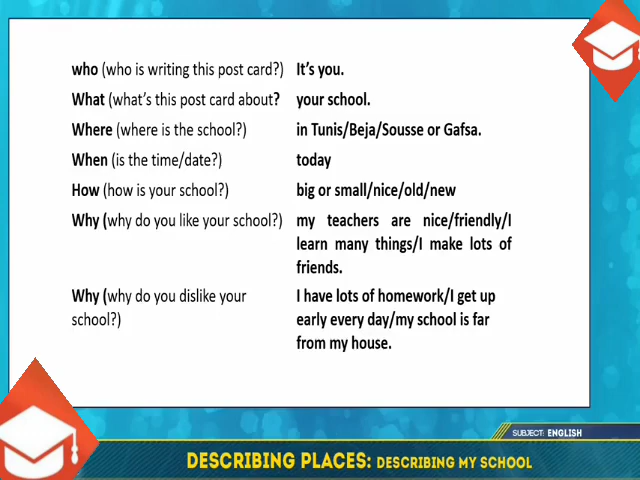 who (who is writing this post card?) It's you.
What (what's this post card about? your school.
Where (where is the school?) in Tunis/Beja/Sousse or Gafsa.
When (is the time/date?) today
How (how is your school?) big or small/nice/old/new
Why (why do you like your school?) my teachers are nice/friendly/I
learn many things/I make lots of
friends.
Why (why do you dislike your I have lots of homework/I get up
school?) early every day/my school is far
from my house.
SUBJECT: ENGLISH
DESCRIBING PLACES: DESCRIBING MY SCHOOL